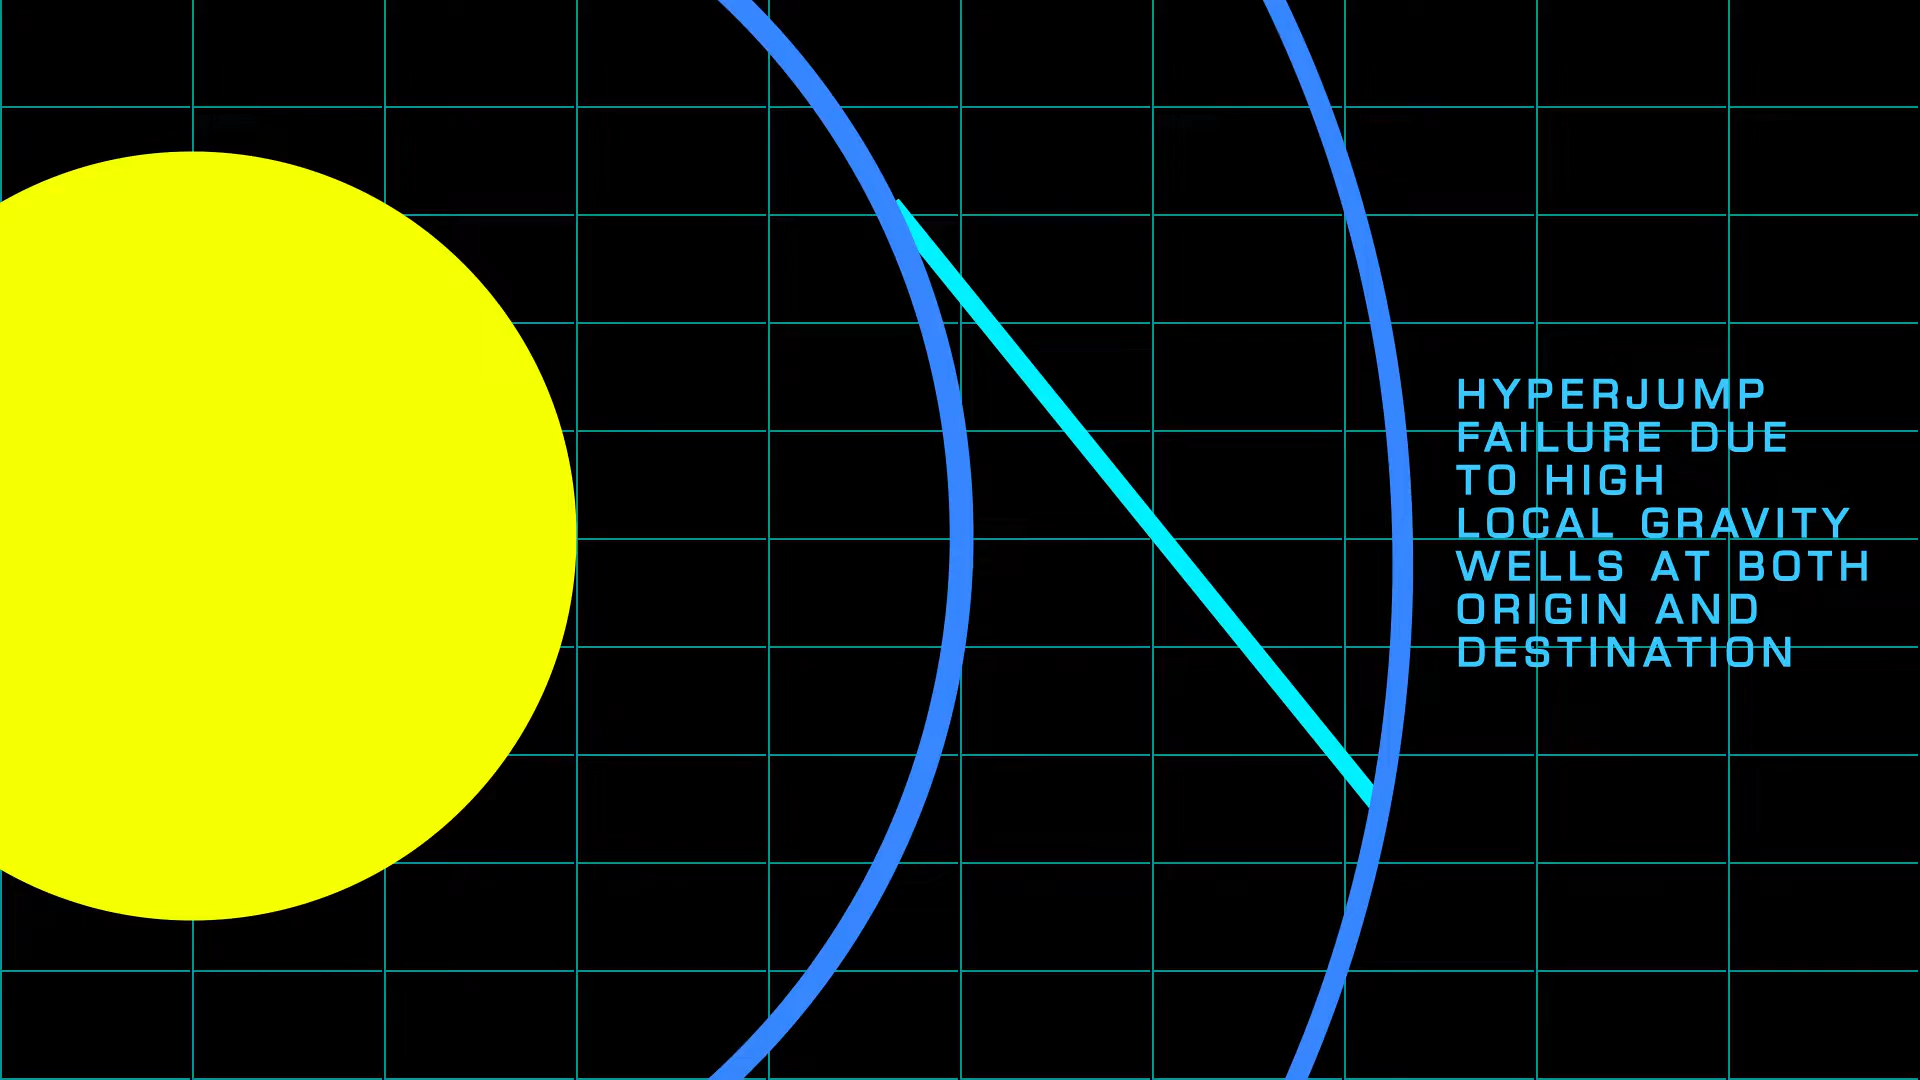 HYPERJUMP
FAILURE DUE
TO HIGH
LOCAL GRAVITY
WELLS AT BOTH
ORIGIN AND
DESTINATION